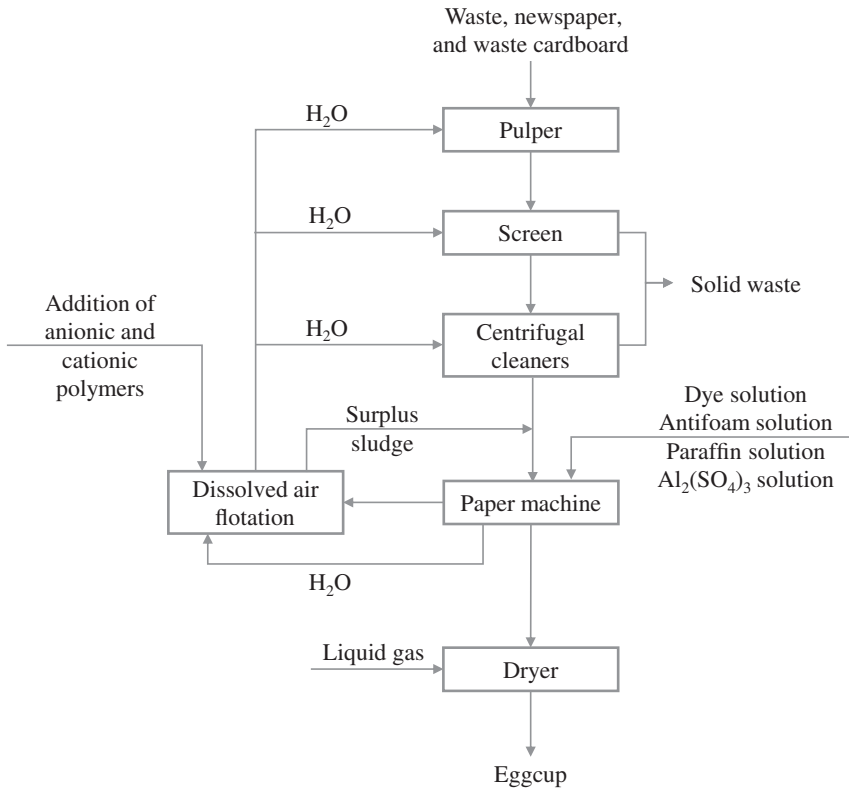 Waste, newspaper,
and waste cardboard
H₂O
Pulper
H₂O
Screen
Solid waste
Addition of
anionic and
cationic
polymers
H₂O
Centrifugal
cleaners
Surplus
sludge
Dye solution
Antifoam solution
Paraffin solution
Al₂(SO₄)₃ solution
Dissolved air
flotation
Paper machine
H₂O
Liquid gas
Dryer
Eggcup